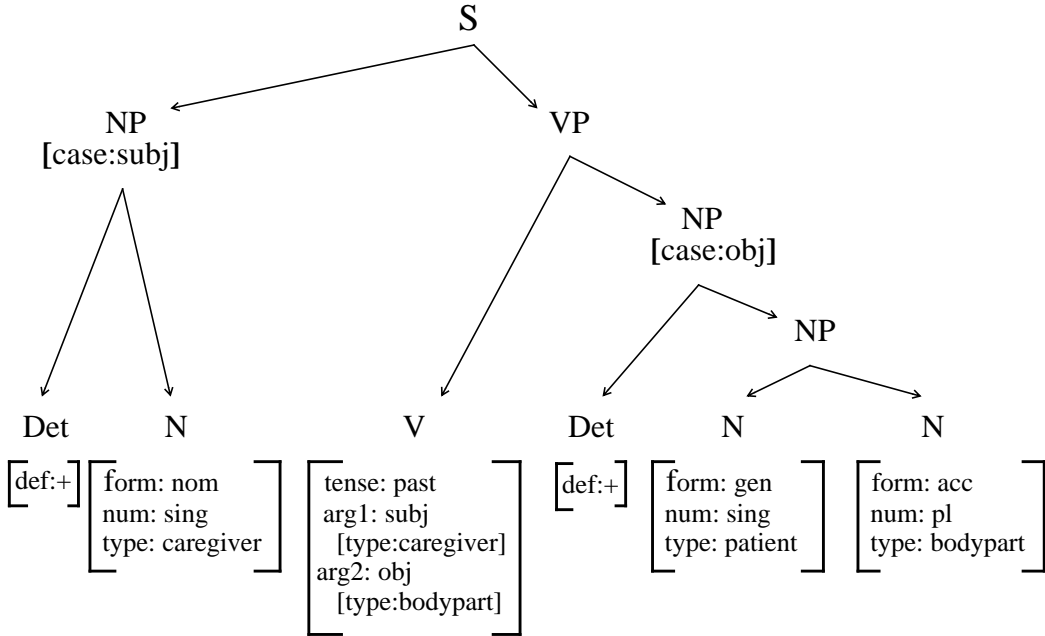 S
NP
[case:subj]
VP
NP
[case:obj]
NP
Det
N
V
Det
N
N
[def:+]
form: nom
num: sing
type: caregiver
tense: past
arg1: subj
[type:caregiver]
arg2: obj
[type:bodypart]
[def:+]
form: gen
num: sing
type: patient
form: acc
num: pl
type: bodypart